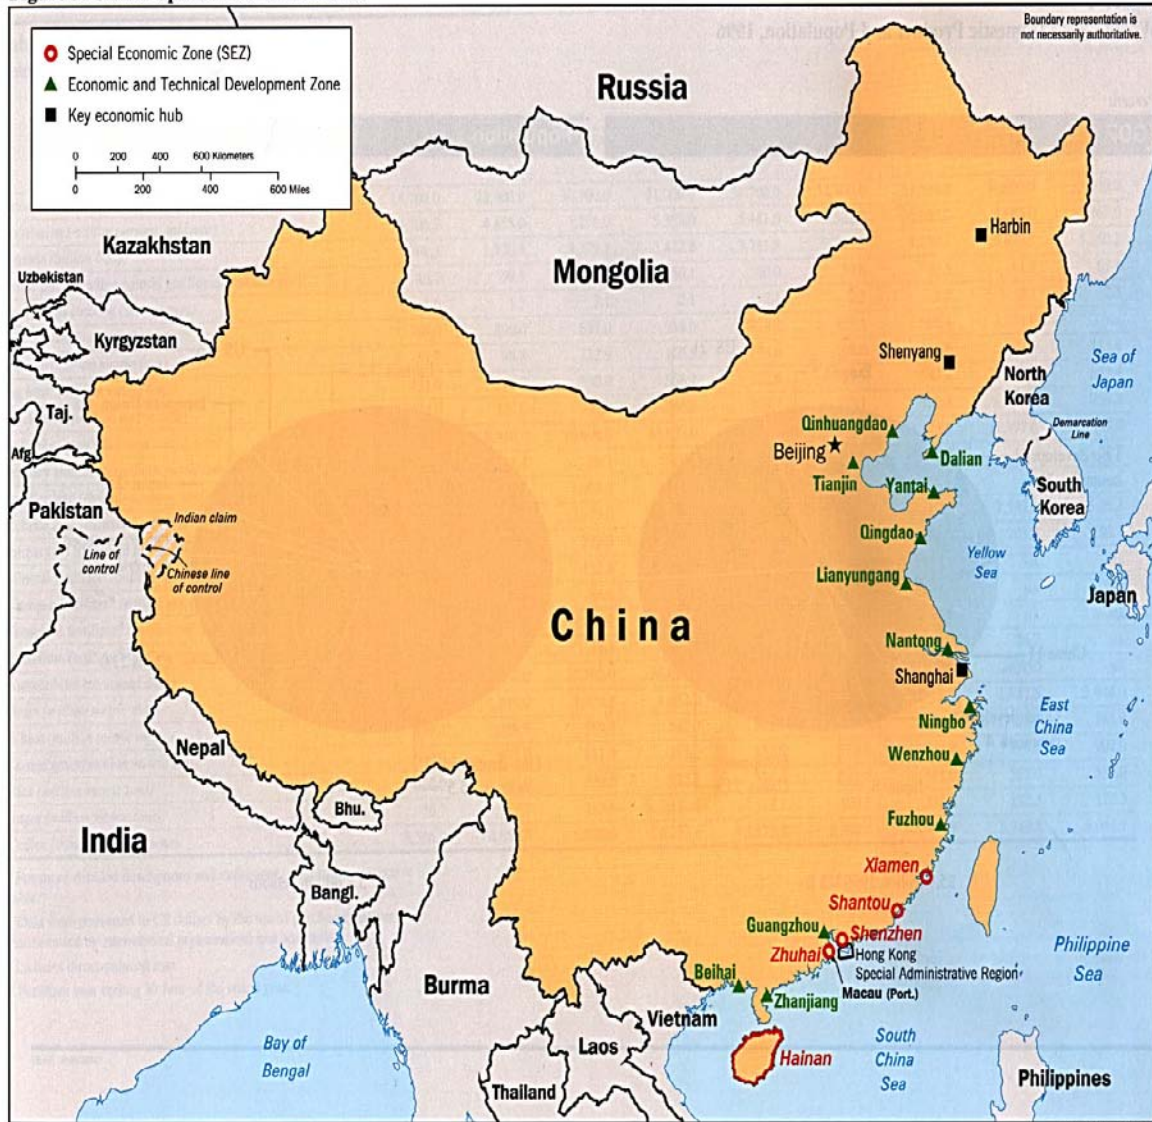 Boundary representation is
not necessarily authoritative.
Special Economic Zone (SEZ)
Economic and Technical Development Zone
Key economic hub
0 200 400 600 Kilometers
0 200 400 600 Miles
Russia
Kazakhstan
Mongolia
Harbin
Uzbekistan
Kyrgyzstan
Shenyang
Sea of
Japan
North
Korea
Taj.
Demarcation
Line
Qinhuangdao
Beijing
Dalian
Afg.
Tianjin
Yantai
South
Korea
Pakistan
Indian claim
Line of
control
Chinese line
of control
Qingdao
Yellow
Sea
Lianyungang
Japan
China
Nantong
Shanghai
East
China
Sea
Ningbo
Nepal
Wenzhou
Bhu.
Fuzhou
India
Xiamen
Bangl.
Shantou
Guangzhou
Shenzhen
Zhuhai
Hong Kong
Special Administrative Region
Philippine
Sea
Macau (Port.)
Burma
Beihai
Zhanjiang
Vietnam
Bay of
Bengal
Laos
Hainan
South
China
Sea
Thailand
Philippines